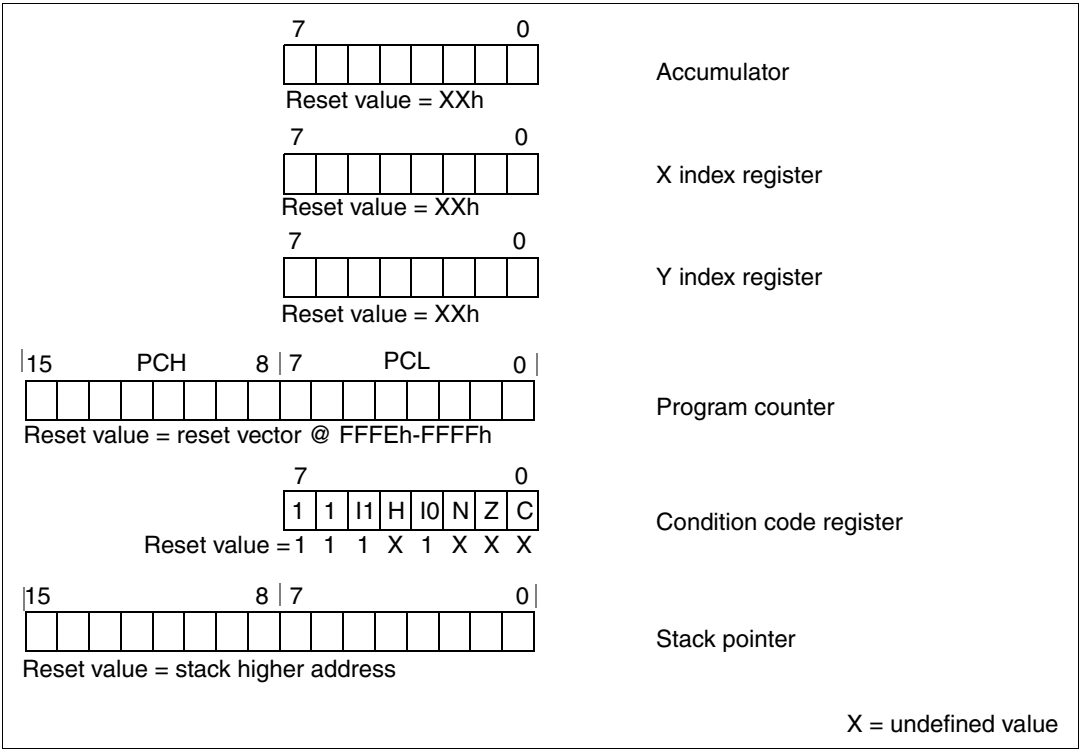 7 0
Accumulator
Reset value = XXh
7 0
X index register
Reset value = XXh
7 0
Y index register
Reset value = XXh
15 PCH 8 7 PCL 0
Program counter
Reset value = reset vector @ FFFEh-FFFFh
7 0
1 1 I1 H I0 N Z C
Condition code register
Reset value = 1 1 1 X 1 X X X
15 8 7 0
Stack pointer
Reset value = stack higher address
X = undefined value